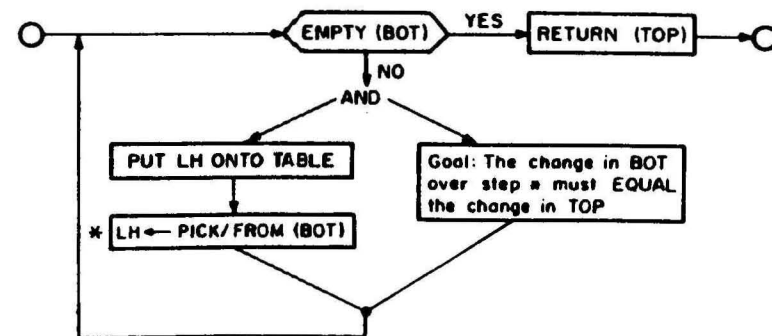 EMPTY (BOT)
YES
RETURN (TOP)
NO
AND
PUT LH ONTO TABLE
* LH ← PICK/FROM (BOT)
Goal: The change in BOT
over step * must EQUAL
the change in TOP